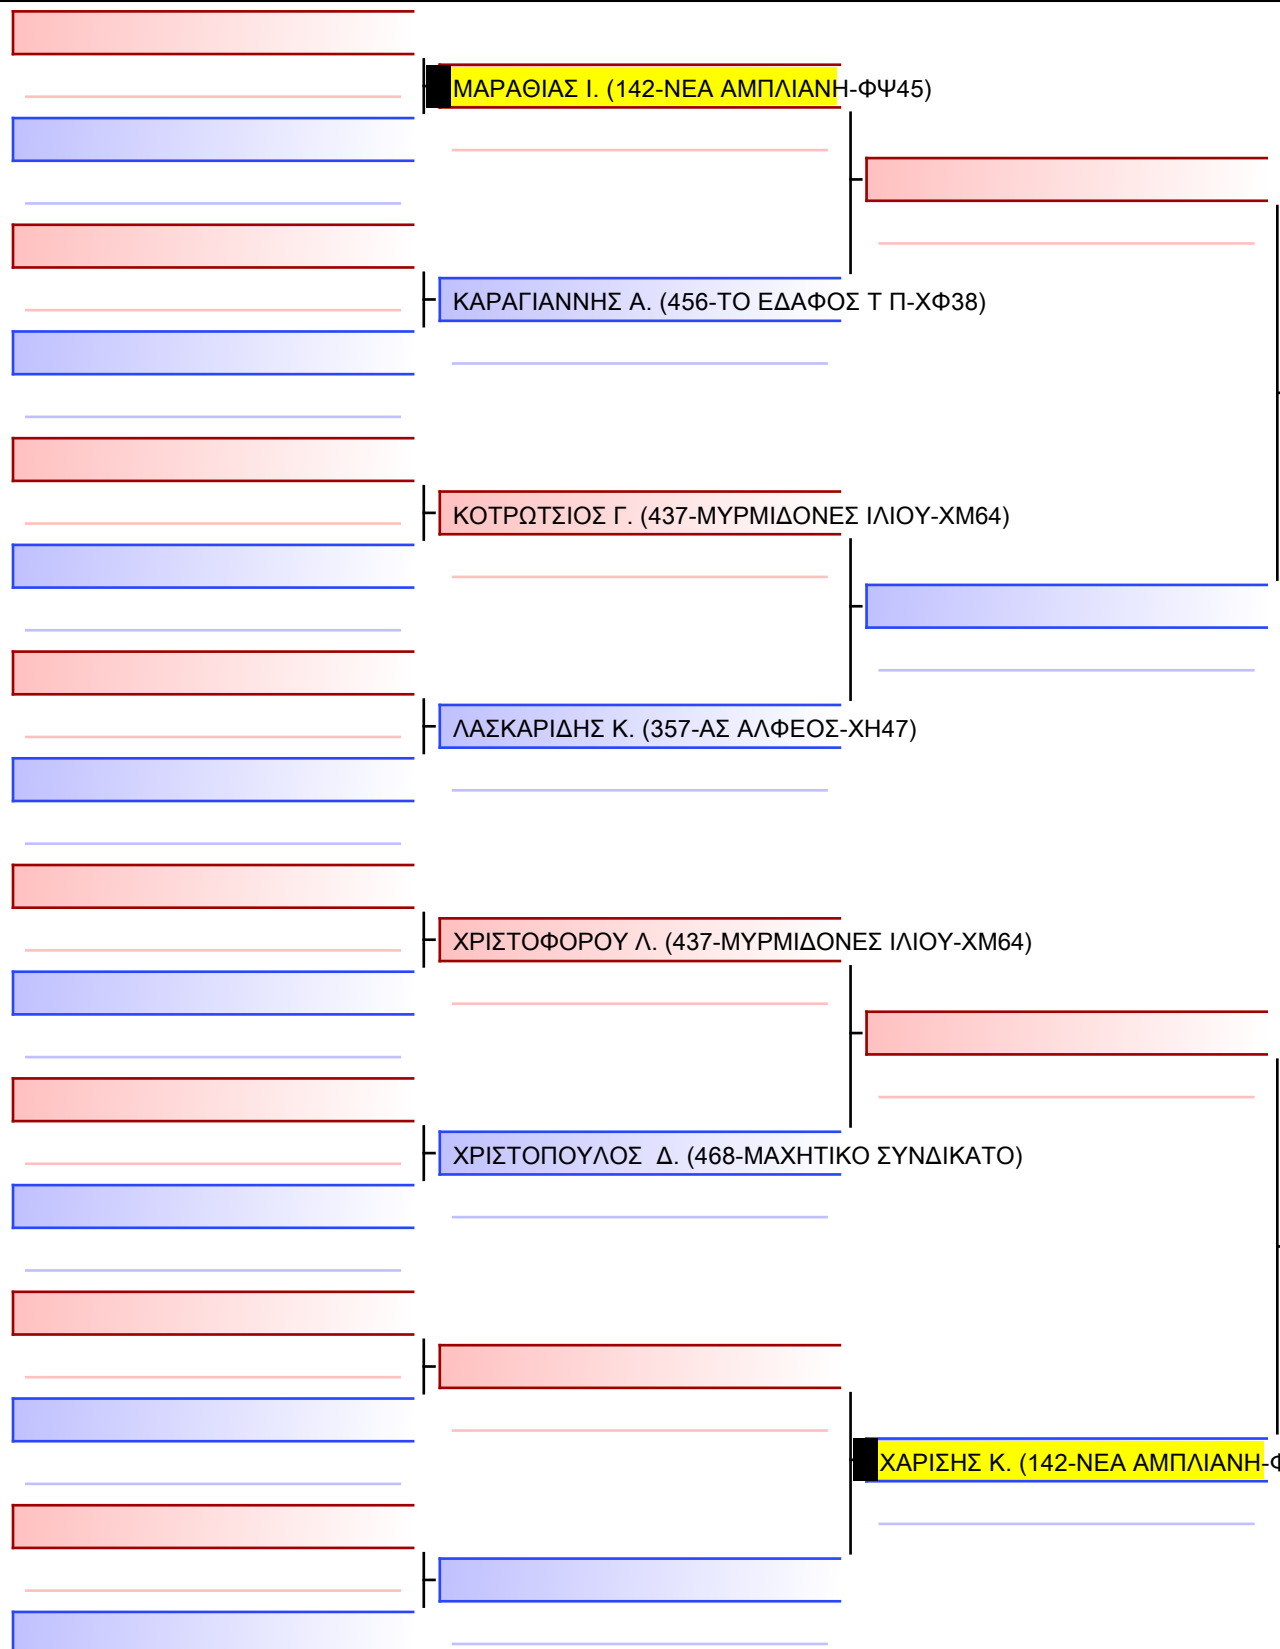 ΜΑΡΑΘΙΑΣ Ι. (142-ΝΕΑ ΑΜΠΛΙΑΝΗ-ΦΨ45)
ΚΑΡΑΓΙΑΝΝΗΣ Α. (456-ΤΟ ΕΔΑΦΟΣ Τ Π-ΧΦ38)
ΚΟΤΡΩΤΣΙΟΣ Γ. (437-ΜΥΡΜΙΔΟΝΕΣ ΙΛΙΟΥ-ΧΜ64)
ΛΑΣΚΑΡΙΔΗΣ Κ. (357-ΑΣ ΑΛΦΕΟΣ-ΧΗ47)
ΧΡΙΣΤΟΦΟΡΟΥ Λ. (437-ΜΥΡΜΙΔΟΝΕΣ ΙΛΙΟΥ-ΧΜ64)
ΧΡΙΣΤΟΠΟΥΛΟΣ  Δ. (468-ΜΑΧΗΤΙΚΟ ΣΥΝΔΙΚΑΤΟ)
ΧΑΡΙΣΗΣ Κ. (142-ΝΕΑ ΑΜΠΛΙΑΝΗ-